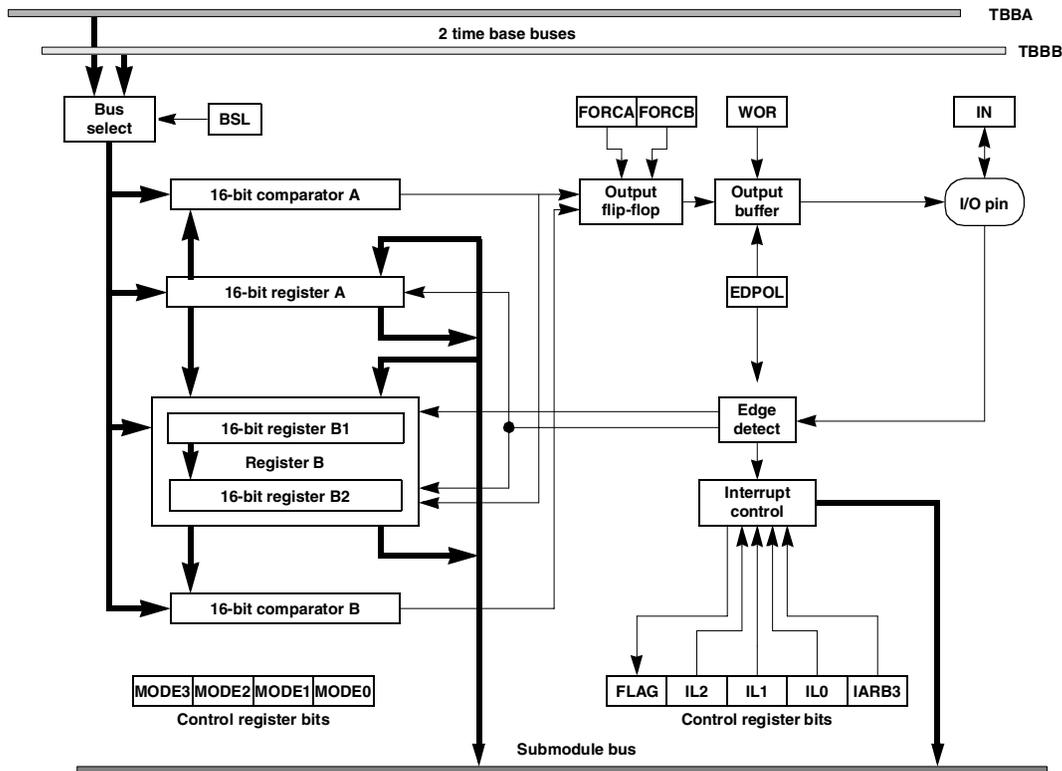 TBBA
2 time base buses
TBBB
Bus
select
BSL
FORCA FORCB
WOR
IN
16-bit comparator A
Output
flip-flop
Output
buffer
I/O pin
16-bit register A
EDPOL
16-bit register B1
Register B
16-bit register B2
Edge
detect
Interrupt
control
16-bit comparator B
MODE3 MODE2 MODE1 MODE0
Control register bits
FLAG IL2 IL1 IL0 IARB3
Control register bits
Submodule bus